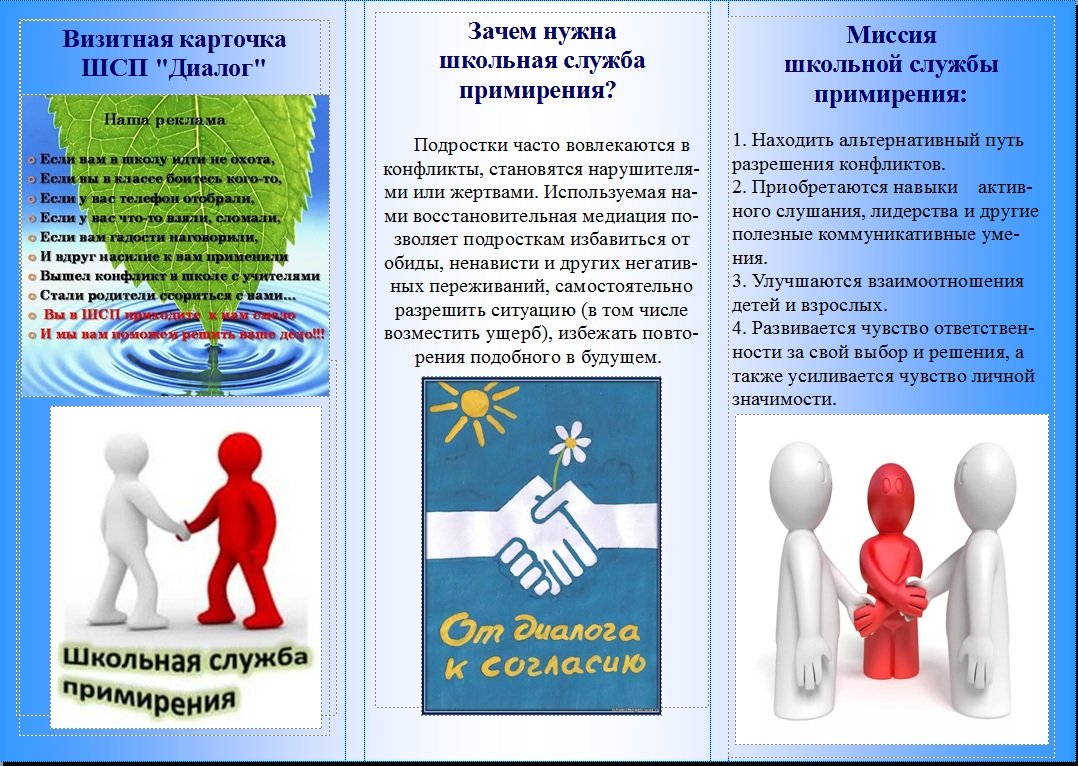 Визитная карточка
ШСП "Диалог"
Наша реклама
Если вам в школу идти не охота,
Если вы в классе боитесь кого-то,
Если у вас телефон отобрали,
Если у вас что-то взяли, сломали,
Если вам гадости наговорили,
И вдруг насилие к вам применили
Вышел конфликт в школе с учителями
Стали родители ссориться с вами...
Вы в ШСП приходите к нам смело
И мы вам поможем решить ваше дело!!!
Школьная служба
примирения
Зачем нужна
школьная служба
примирения?
Подростки часто вовлекаются в
конфликты, становятся нарушителя-
ми или жертвами. Используемая на-
ми восстановительная медиация по-
зволяет подросткам избавиться от
обиды, ненависти и других негатив-
ных переживаний, самостоятельно
разрешить ситуацию (в том числе
возместить ущерб), избежать повто-
рения подобного в будущем.
От диалога
к согласию
Миссия
школьной службы
примирения:
1. Находить альтернативный путь
разрешения конфликтов.
2. Приобретаются навыки актив-
ного слушания, лидерства и другие
полезные коммуникативные уме-
ния.
3. Улучшаются взаимоотношения
детей и взрослых.
4. Развивается чувство ответствен-
ности за свой выбор и решения, а
также усиливается чувство личной
значимости.